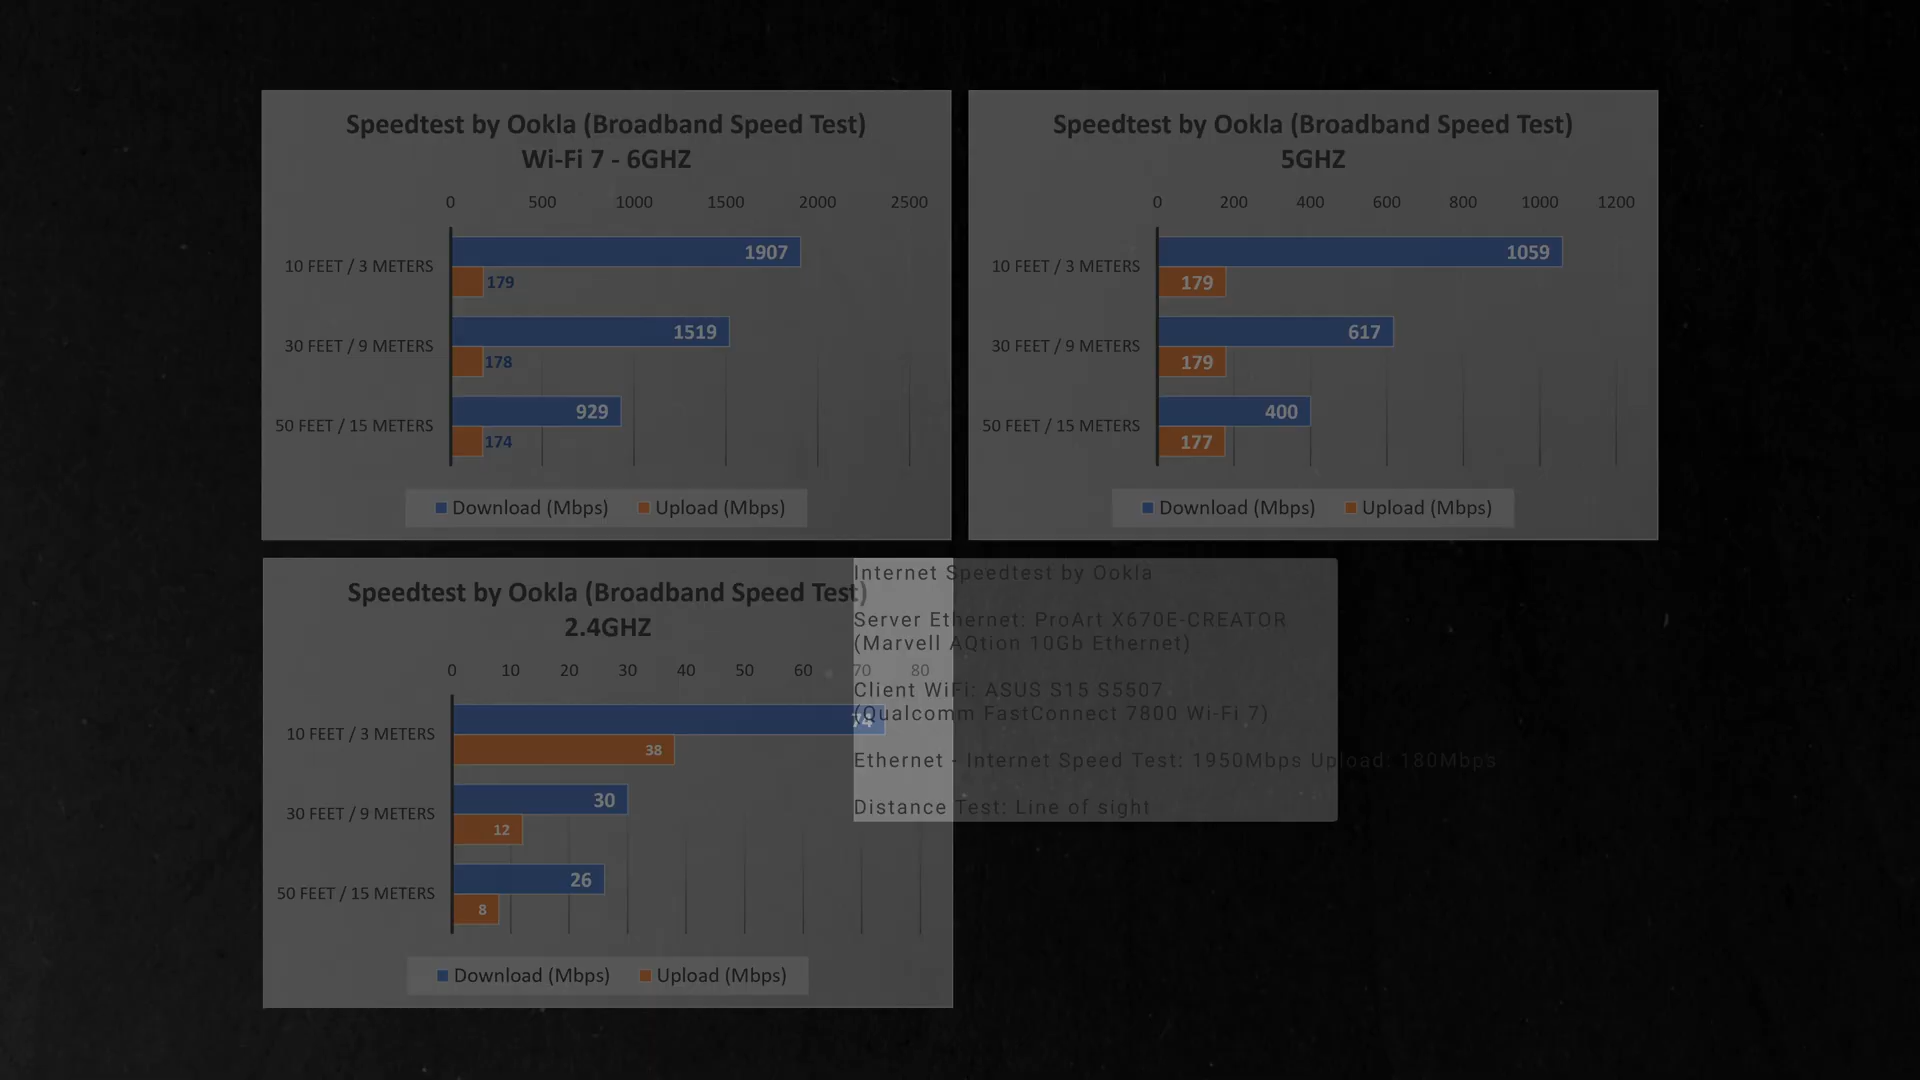 Speedtest by Ookla (Broadband Speed Test)
Wi-Fi 7 - 6GHZ
0 500 1000 1500 2000 2500
10 FEET / 3 METERS 1907
179
30 FEET / 9 METERS 1519
178
50 FEET / 15 METERS 929
174
Download (Mbps) Upload (Mbps)
Speedtest by Ookla (Broadband Speed Test)
5GHZ
0 200 400 600 800 1000 1200
10 FEET / 3 METERS 1059
179
30 FEET / 9 METERS 617
179
50 FEET / 15 METERS 400
177
Download (Mbps) Upload (Mbps)
Speedtest by Ookla (Broadband Speed Test)
2.4GHZ
0 10 20 30 40 50 60 70 80
10 FEET / 3 METERS 74
38
30 FEET / 9 METERS 30
12
50 FEET / 15 METERS 26
8
Download (Mbps) Upload (Mbps)
Internet Speedtest by Ookla
Server Ethernet: ProArt X670E-CREATOR
(Marvell AQtion 10Gb Ethernet)
Client WiFi: ASUS S15 S5507
(Qualcomm FastConnect 7800 Wi-Fi 7)
Ethernet - Internet Speed Test: 1950Mbps Upload: 180Mbps
Distance Test: Line of sight